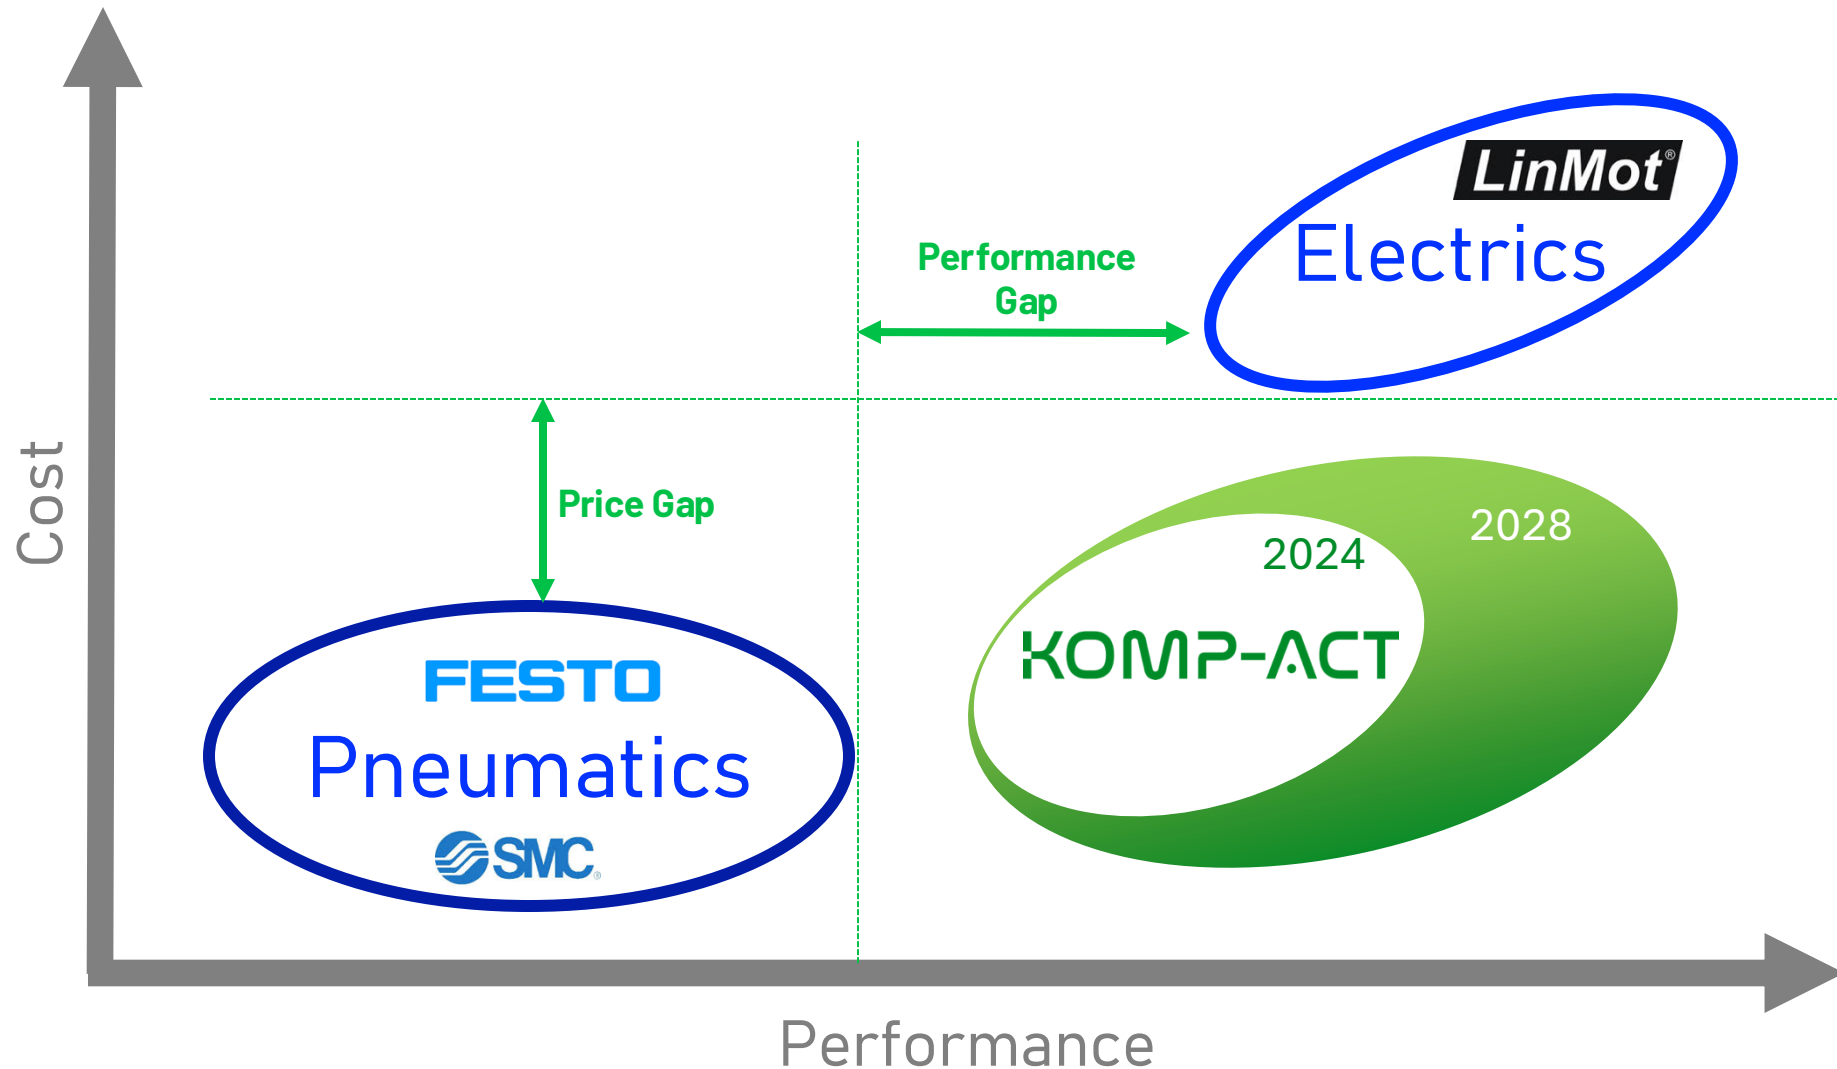 LinMot®
Electrics
Performance
Gap
Cost
Price Gap
2028
2024
KOMP-ACT
FESTO
Pneumatics
SMC®
Performance